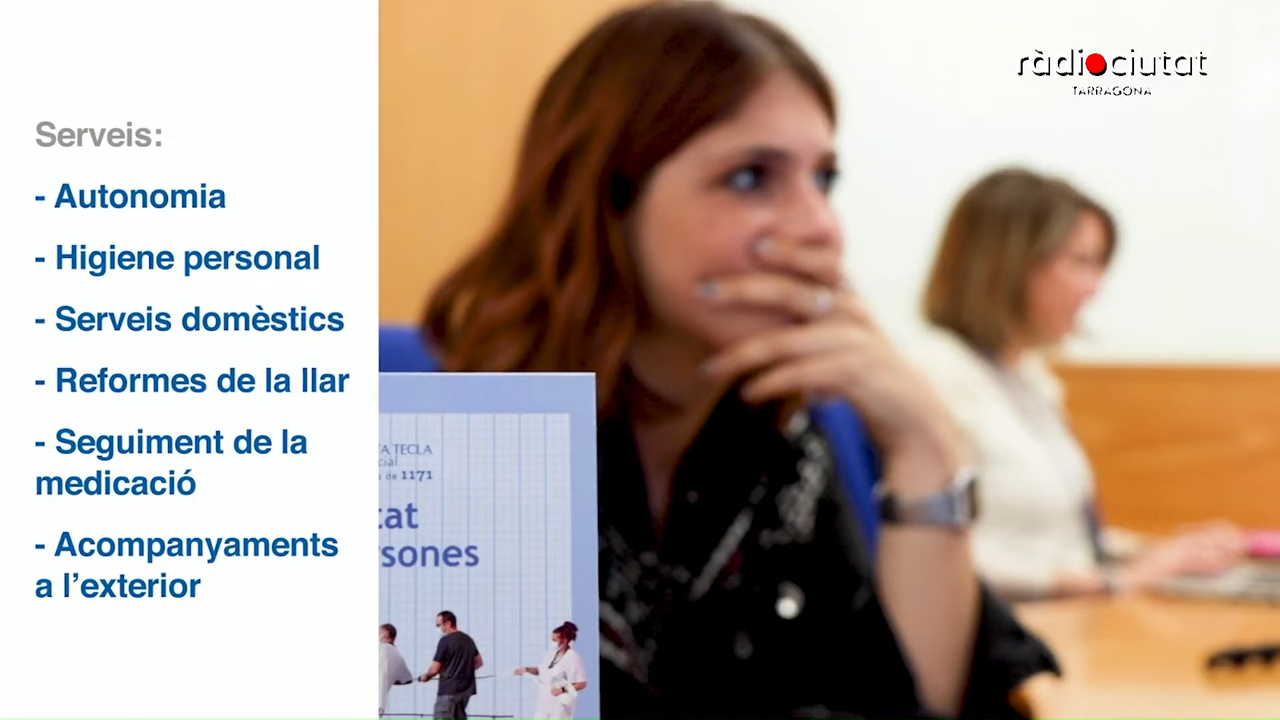 ràdiociutat
TARRAGONA
Serveis:
- Autonomia
- Higiene personal
- Serveis domèstics
- Reformes de la llar
- Seguiment de la
medicació
- Acompanyaments
a l’exterior
TA TECLA
cial
de 1171
tat
sones